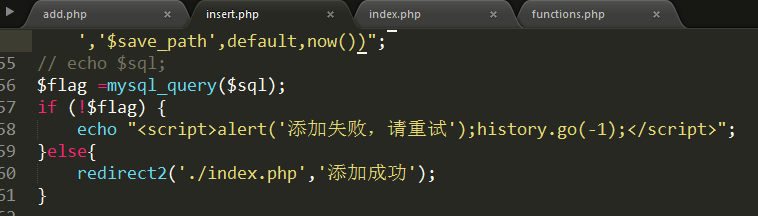 add.php × insert.php × index.php × functions.php ×
','$save_path',default,now())";
55 // echo $sql;
56 $flag =mysql_query($sql);
57 if (!$flag) {
58 echo "<script>alert('添加失败，请重试');history.go(-1);</script>";
59 }else{
60 redirect2('./index.php','添加成功');
61 }
62